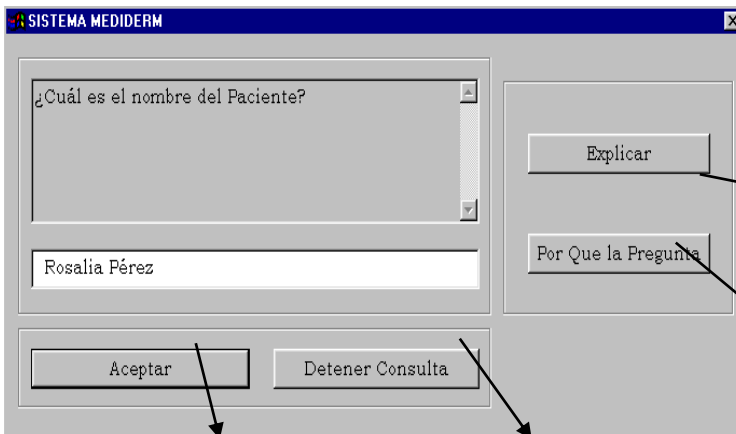 SISTEMA MEDIDERM
¿Cuál es el nombre del Paciente?
Explicar
Por Que la Pregunta
Rosalia Pérez
Aceptar
Detener Consulta